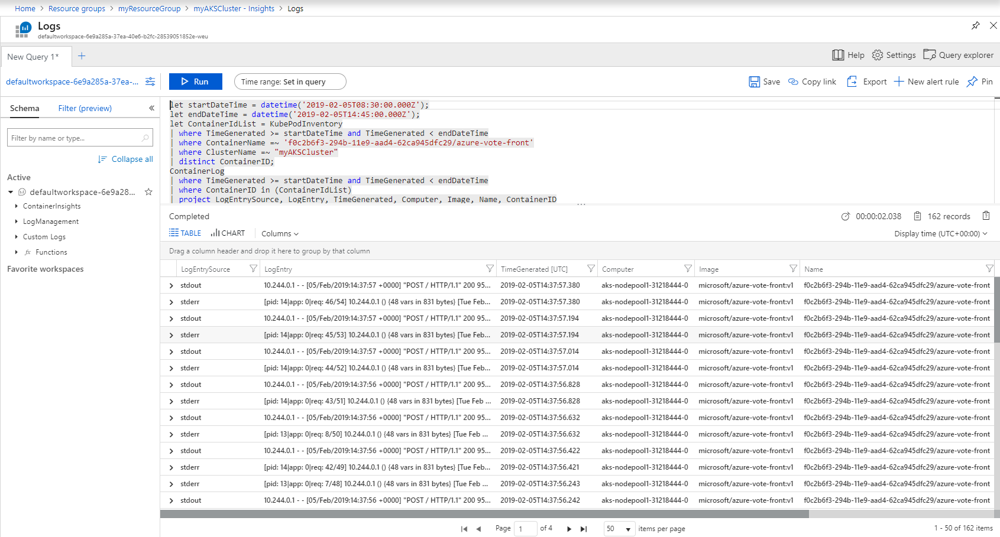 Home > Resource groups > myResourceGroup > myAKSCluster - Insights > Logs
Logs
defaultworkspace-6e9a285a-37ea-40e6-b2fc-28539051852e-weu
New Query 1*
+
Help
Settings
Query explorer
defaultworkspace-6e9a285a-37ea-...
Run
Time range: Set in query
Save
Copy link
Export
New alert rule
Pin
Schema
Filter (preview)
«
Filter by name or type...
Collapse all
Active
defaultworkspace-6e9a28...
ContainerInsights
LogManagement
Custom Logs
fx Functions
Favorite workspaces
let startDateTime = datetime('2019-02-05T08:30:00.000Z');
let endDateTime = datetime('2019-02-05T14:45:00.000Z');
let ContainerIdList = KubePodInventory
| where TimeGenerated >= startDateTime and TimeGenerated < endDateTime
| where ContainerName =~ 'f0c2b6f3-294b-11e9-aad4-62ca945dfc29/azure-vote-front'
| where ClusterName =~ "myAKSCluster"
| distinct ContainerID;
ContainerLog
| where TimeGenerated >= startDateTime and TimeGenerated < endDateTime
| where ContainerID in (ContainerIdList)
| project LogEntrySource, LogEntry, TimeGenerated, Computer, Image, Name, ContainerID
Completed
00:00:02.038
162 records
TABLE
CHART
Columns
Display time (UTC+00:00)
Drag a column header and drop it here to group by that column
LogEntrySource LogEntry TimeGenerated [UTC] Computer Image Name
stdout 10.244.0.1 - - [05/Feb/2019:14:37:57 +0000] "POST / HTTP/1.1" 200 95... 2019-02-05T14:37:57.380 aks-nodepool1-31218444-0 microsoft/azure-vote-front:v1 f0c2b6f3-294b-11e9-aad4-62ca945dfc29/azure-vote-front
stderr [pid: 14|app: 0|req: 46/54] 10.244.0.1 () {48 vars in 831 bytes} [Tue Feb... 2019-02-05T14:37:57.380 aks-nodepool1-31218444-0 microsoft/azure-vote-front:v1 f0c2b6f3-294b-11e9-aad4-62ca945dfc29/azure-vote-front
stdout 10.244.0.1 - - [05/Feb/2019:14:37:57 +0000] "POST / HTTP/1.1" 200 95... 2019-02-05T14:37:57.194 aks-nodepool1-31218444-0 microsoft/azure-vote-front:v1 f0c2b6f3-294b-11e9-aad4-62ca945dfc29/azure-vote-front
stderr [pid: 14|app: 0|req: 45/53] 10.244.0.1 () {48 vars in 831 bytes} [Tue Feb... 2019-02-05T14:37:57.194 aks-nodepool1-31218444-0 microsoft/azure-vote-front:v1 f0c2b6f3-294b-11e9-aad4-62ca945dfc29/azure-vote-front
stdout 10.244.0.1 - - [05/Feb/2019:14:37:57 +0000] "POST / HTTP/1.1" 200 95... 2019-02-05T14:37:57.014 aks-nodepool1-31218444-0 microsoft/azure-vote-front:v1 f0c2b6f3-294b-11e9-aad4-62ca945dfc29/azure-vote-front
stderr [pid: 14|app: 0|req: 44/52] 10.244.0.1 () {48 vars in 831 bytes} [Tue Feb... 2019-02-05T14:37:57.014 aks-nodepool1-31218444-0 microsoft/azure-vote-front:v1 f0c2b6f3-294b-11e9-aad4-62ca945dfc29/azure-vote-front
stdout 10.244.0.1 - - [05/Feb/2019:14:37:56 +0000] "POST / HTTP/1.1" 200 95... 2019-02-05T14:37:56.828 aks-nodepool1-31218444-0 microsoft/azure-vote-front:v1 f0c2b6f3-294b-11e9-aad4-62ca945dfc29/azure-vote-front
stderr [pid: 14|app: 0|req: 43/51] 10.244.0.1 () {48 vars in 831 bytes} [Tue Feb ... 2019-02-05T14:37:56.828 aks-nodepool1-31218444-0 microsoft/azure-vote-front:v1 f0c2b6f3-294b-11e9-aad4-62ca945dfc29/azure-vote-front
stdout 10.244.0.1 - - [05/Feb/2019:14:37:56 +0000] "POST / HTTP/1.1" 200 95... 2019-02-05T14:37:56.632 aks-nodepool1-31218444-0 microsoft/azure-vote-front:v1 f0c2b6f3-294b-11e9-aad4-62ca945dfc29/azure-vote-front
stderr [pid: 13|app: 0|req: 8/50] 10.244.0.1 () {48 vars in 831 bytes} [Tue Feb ... 2019-02-05T14:37:56.632 aks-nodepool1-31218444-0 microsoft/azure-vote-front:v1 f0c2b6f3-294b-11e9-aad4-62ca945dfc29/azure-vote-front
stdout 10.244.0.1 - - [05/Feb/2019:14:37:56 +0000] "POST / HTTP/1.1" 200 95... 2019-02-05T14:37:56.422 aks-nodepool1-31218444-0 microsoft/azure-vote-front:v1 f0c2b6f3-294b-11e9-aad4-62ca945dfc29/azure-vote-front
stderr [pid: 14|app: 0|req: 42/49] 10.244.0.1 () {48 vars in 831 bytes} [Tue Feb... 2019-02-05T14:37:56.421 aks-nodepool1-31218444-0 microsoft/azure-vote-front:v1 f0c2b6f3-294b-11e9-aad4-62ca945dfc29/azure-vote-front
stderr [pid: 13|app: 0|req: 7/48] 10.244.0.1 () {48 vars in 831 bytes} [Tue Feb ... 2019-02-05T14:37:56.243 aks-nodepool1-31218444-0 microsoft/azure-vote-front:v1 f0c2b6f3-294b-11e9-aad4-62ca945dfc29/azure-vote-front
stdout 10.244.0.1 - - [05/Feb/2019:14:37:56 +0000] "POST / HTTP/1.1" 200 95... 2019-02-05T14:37:56.242 aks-nodepool1-31218444-0 microsoft/azure-vote-front:v1 f0c2b6f3-294b-11e9-aad4-62ca945dfc29/azure-vote-front
Page 1 of 4
50 items per page
1 - 50 of 162 items